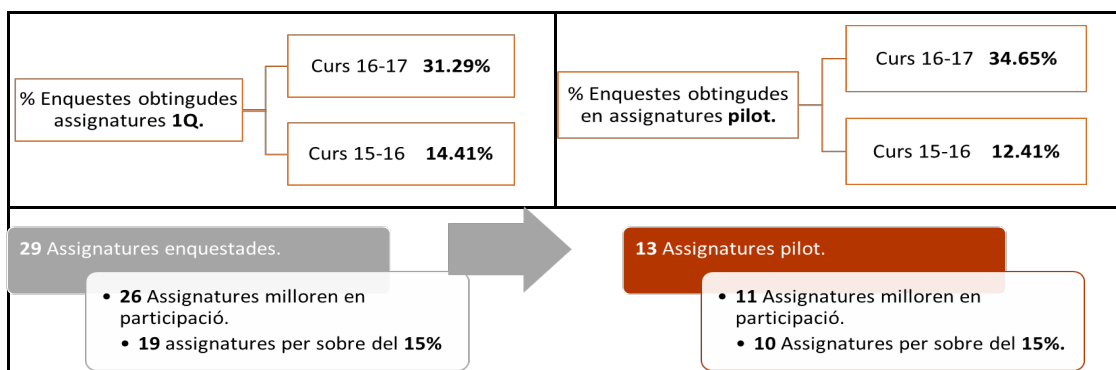 % Enquestes obtingudes
assignatures 1Q.
Curs 16-17 31.29%
Curs 15-16 14.41%
% Enquestes obtingudes
en assignatures pilot.
Curs 16-17 34.65%
Curs 15-16 12.41%
29 Assignatures enquestades.
• 26 Assignatures milloren en
participació.
• 19 assignatures per sobre del 15%
13 Assignatures pilot.
• 11 Assignatures milloren en
participació.
• 10 Assignatures per sobre del 15%.